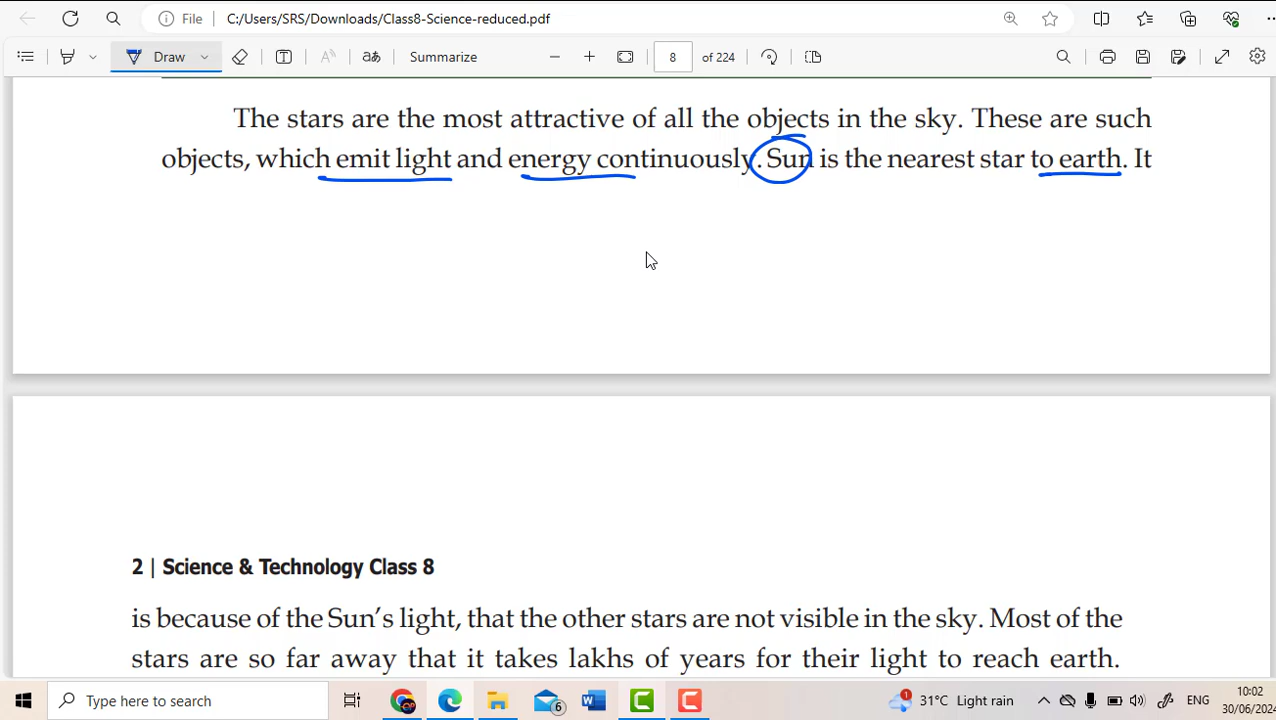 File C:/Users/SRS/Downloads/Class8-Science-reduced.pdf
Draw aあ Summarize 8 of 224
The stars are the most attractive of all the objects in the sky. These are such
objects, which emit light and energy continuously. Sun is the nearest star to earth. It
2 | Science & Technology Class 8
is because of the Sun's light, that the other stars are not visible in the sky. Most of the
stars are so far away that it takes lakhs of years for their light to reach earth.
Type here to search 6 1 31°C Light rain ENG 10:02
30/06/2024